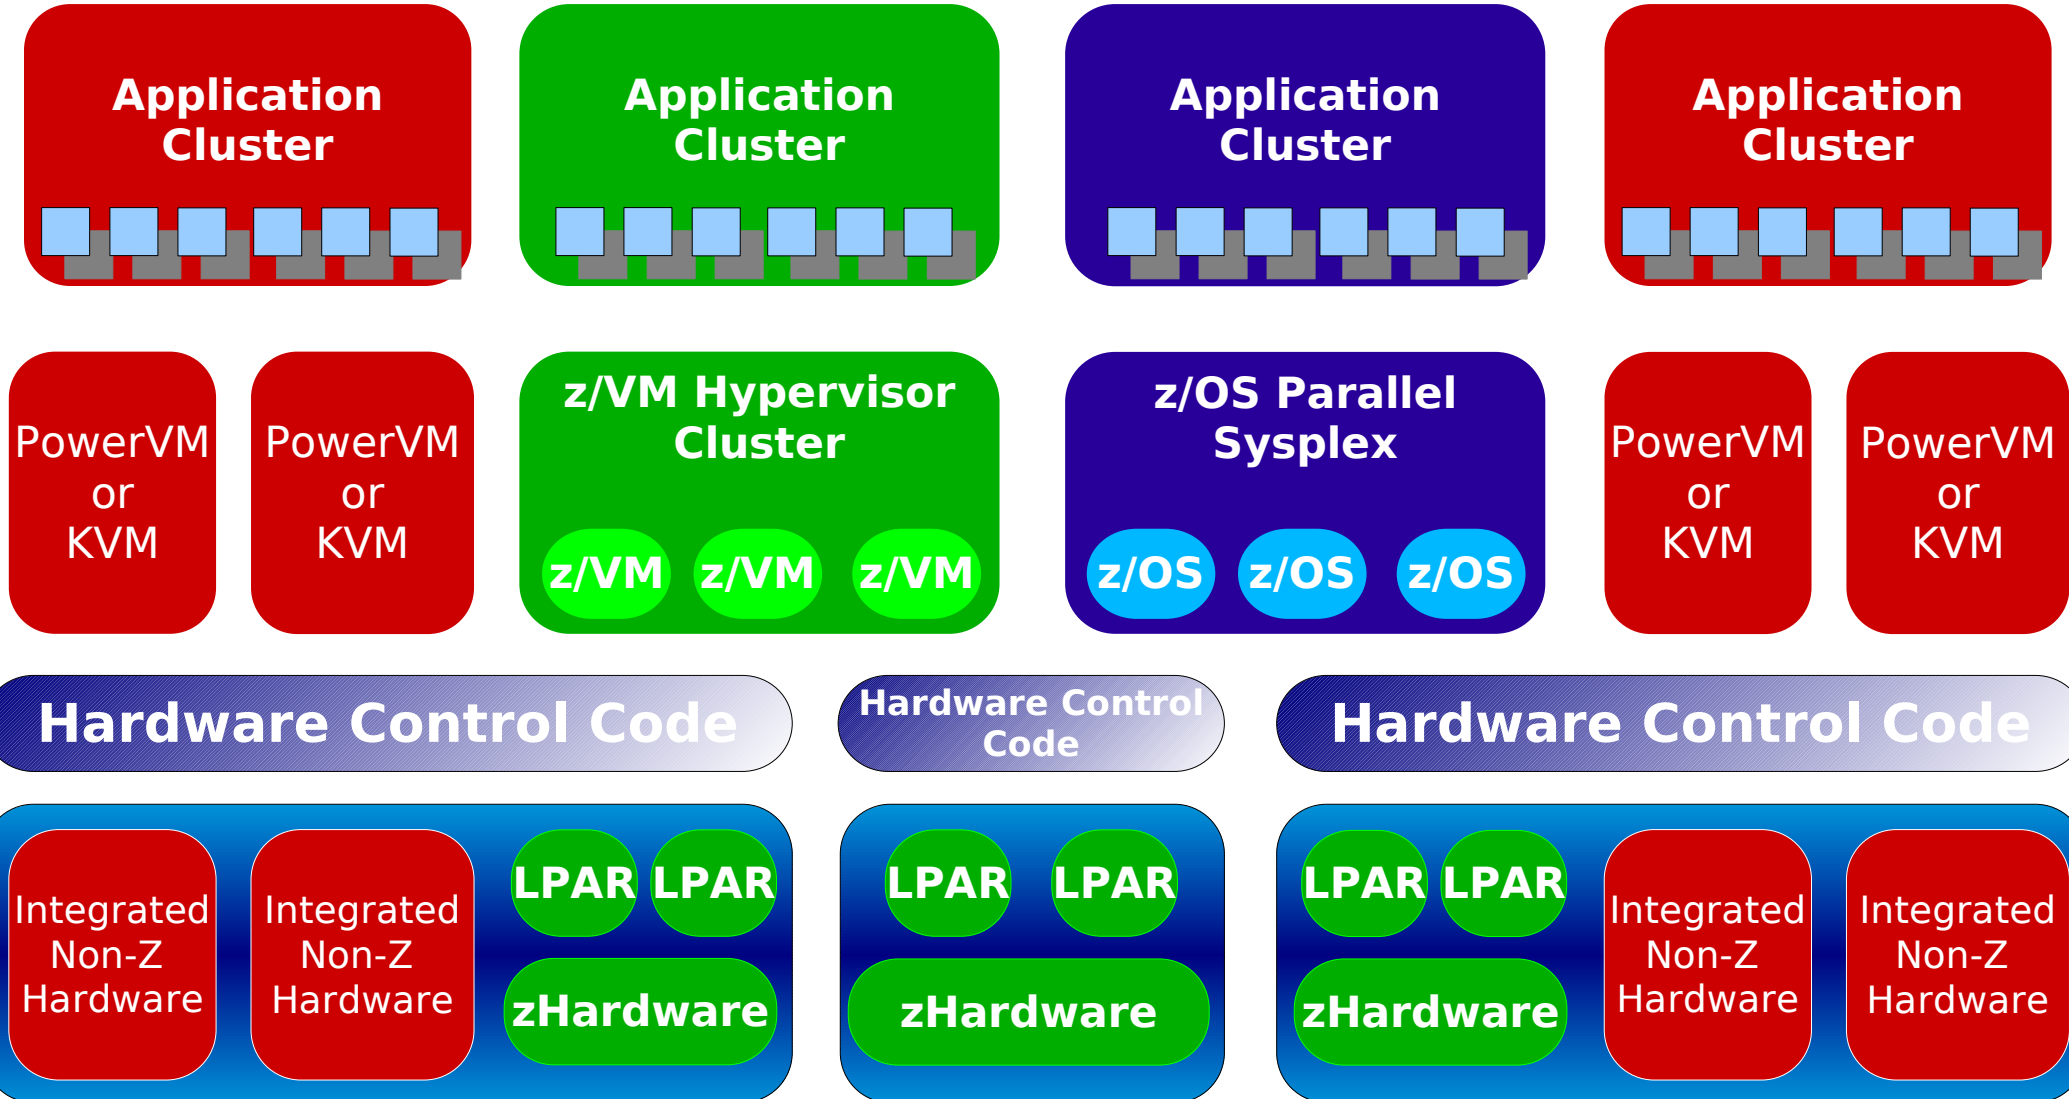 Application
Cluster
Application
Cluster
Application
Cluster
Application
Cluster
PowerVM
or
KVM
PowerVM
or
KVM
z/VM Hypervisor
Cluster
z/VM z/VM z/VM
z/OS Parallel
Sysplex
z/OS z/OS z/OS
PowerVM
or
KVM
PowerVM
or
KVM
Hardware Control Code
Hardware Control
Code
Hardware Control Code
Integrated
Non-Z
Hardware
Integrated
Non-Z
Hardware
LPAR LPAR
zHardware
LPAR LPAR
zHardware
LPAR LPAR
zHardware
Integrated
Non-Z
Hardware
Integrated
Non-Z
Hardware